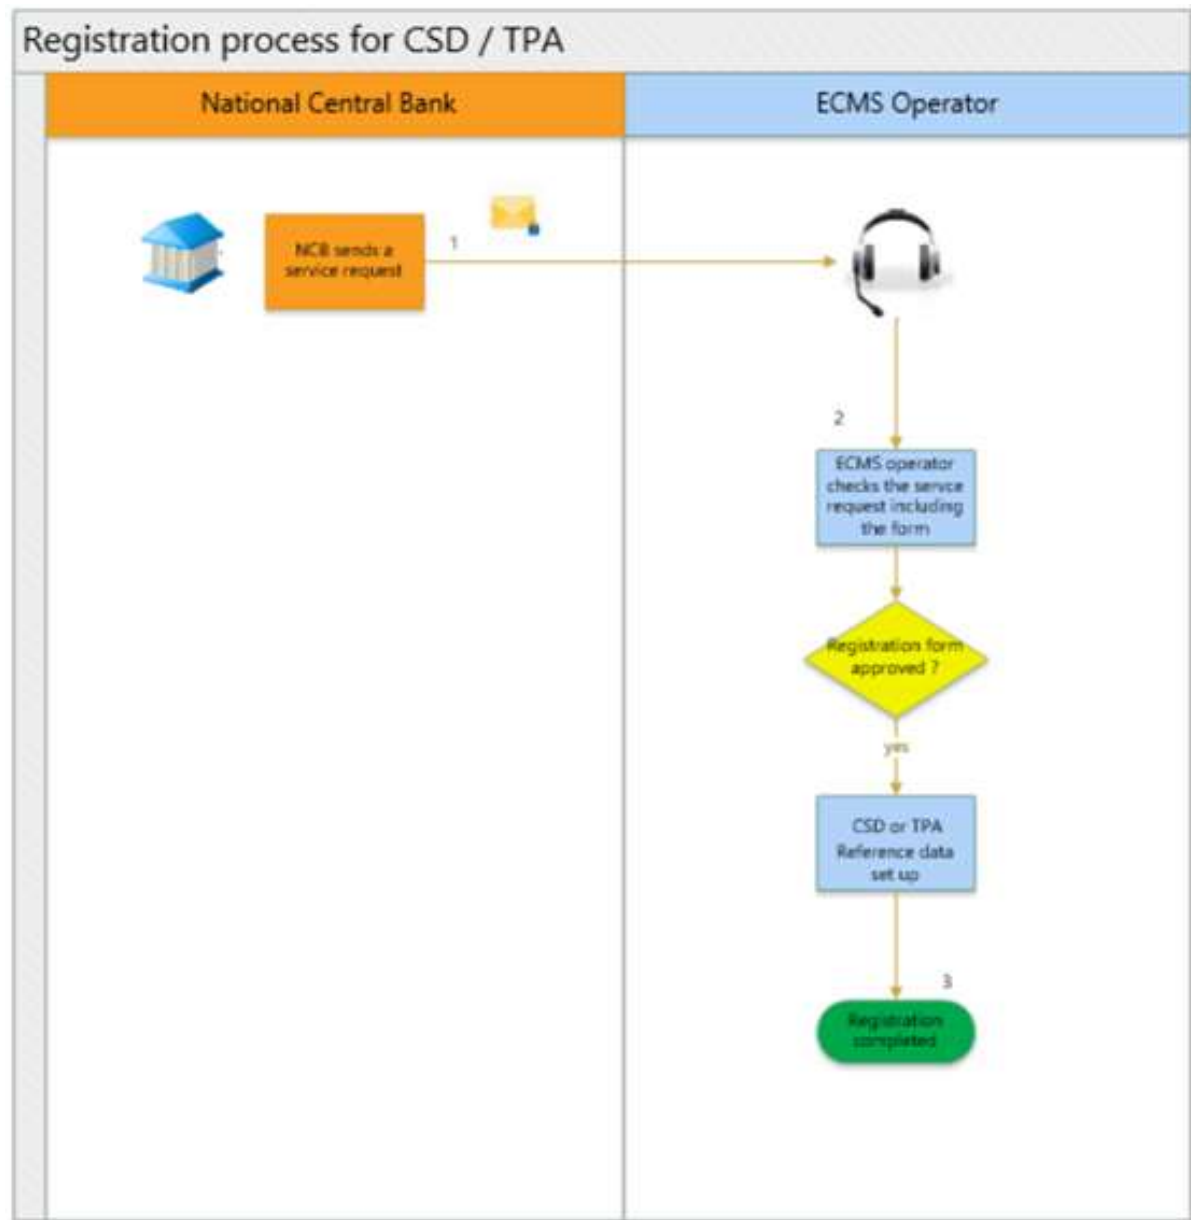 Registration process for CSD / TPA
National Central Bank
ECMS Operator
NCB sends a
service request
1
2
ECMS operator
checks the service
request including
the form
Registration form
approved ?
yes
CSD or TPA
Reference data
set up
3
Registration
completed